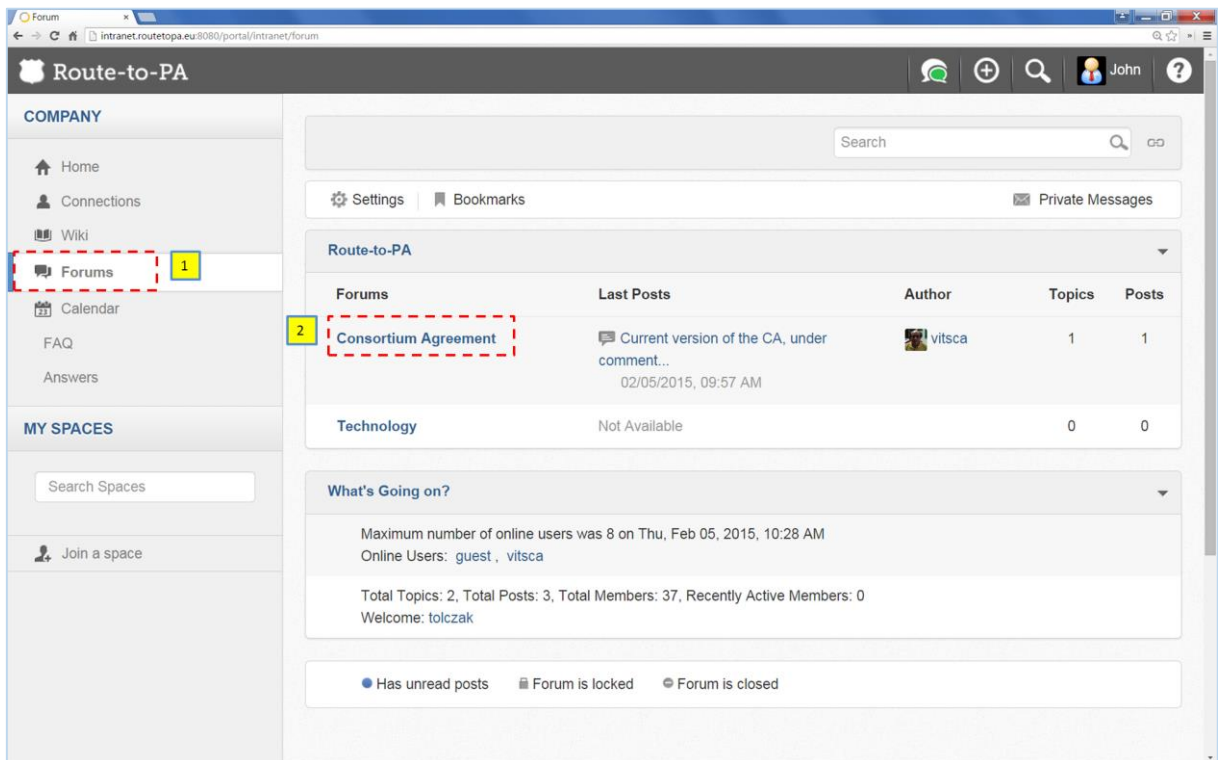 Forum
intranet.routetopa.eu:8080/portal/intranet/forum
Route-to-PA
John
?
COMPANY
Home
Connections
Wiki
Forums
1
Calendar
23
FAQ
Answers
MY SPACES
Search Spaces
Join a space
Search
Settings
Bookmarks
Private Messages
Route-to-PA
Forums Last Posts Author Topics Posts
2
Consortium Agreement
Current version of the CA, under
comment...
02/05/2015, 09:57 AM
vitsca
1 1
Technology Not Available 0 0
What's Going on?
Maximum number of online users was 8 on Thu, Feb 05, 2015, 10:28 AM
Online Users: guest , vitsca
Total Topics: 2, Total Posts: 3, Total Members: 37, Recently Active Members: 0
Welcome: tolczak
Has unread posts Forum is locked Forum is closed